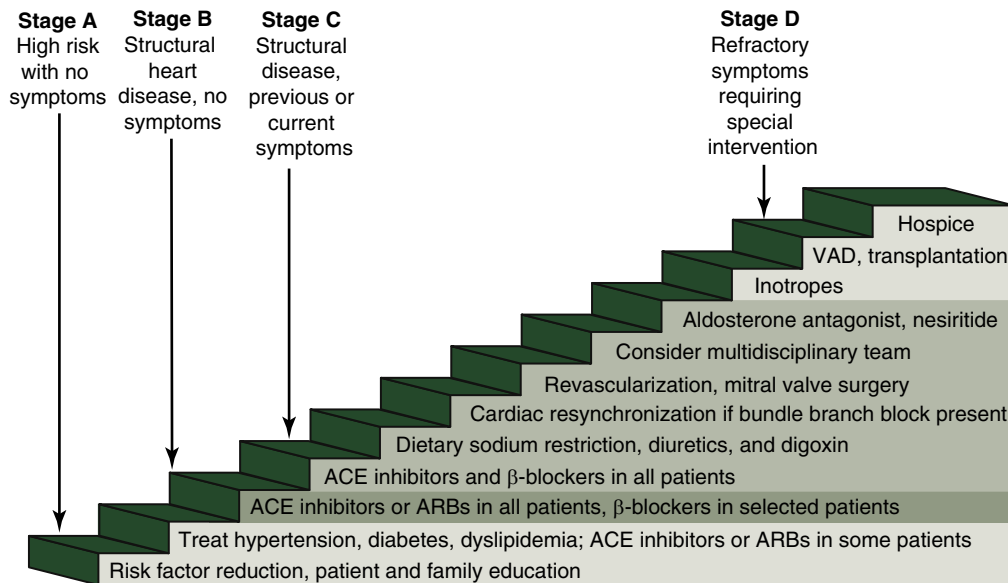 Stage A
High risk
with no
symptoms
Stage B
Structural
heart
disease, no
symptoms
Stage C
Structural
disease,
previous or
current
symptoms
Stage D
Refractory
symptoms
requiring
special
intervention
Hospice
VAD, transplantation
Inotropes
Aldosterone antagonist, nesiritide
Consider multidisciplinary team
Revascularization, mitral valve surgery
Cardiac resynchronization if bundle branch block present
Dietary sodium restriction, diuretics, and digoxin
ACE inhibitors and β-blockers in all patients
ACE inhibitors or ARBs in all patients, β-blockers in selected patients
Treat hypertension, diabetes, dyslipidemia; ACE inhibitors or ARBs in some patients
Risk factor reduction, patient and family education